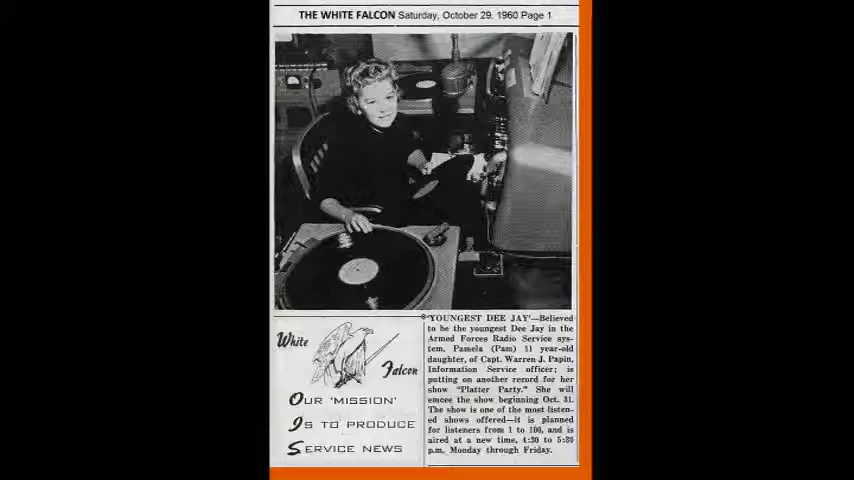 THE WHITE FALCON Saturday, October 29. 1960 Page 1
'YOUNGEST DEE JAY'—Believed
to be the youngest Dee Jay in the
Armed Forces Radio Service sys-
tem, Pamela (Pam) 11 year-old
daughter, of Capt. Warren J. Papin,
Information Service officer; is
putting on another record for her
show "Platter Party." She will
emcee the show beginning Oct. 31.
The show is one of the most listen-
ed shows offered—it is planned
for listeners from 1 to 100, and is
aired at a new time, 4:30 to 5:30
p.m. Monday through Friday.
White
Falcon
OUR 'MISSION'
IS TO PRODUCE
SERVICE NEWS